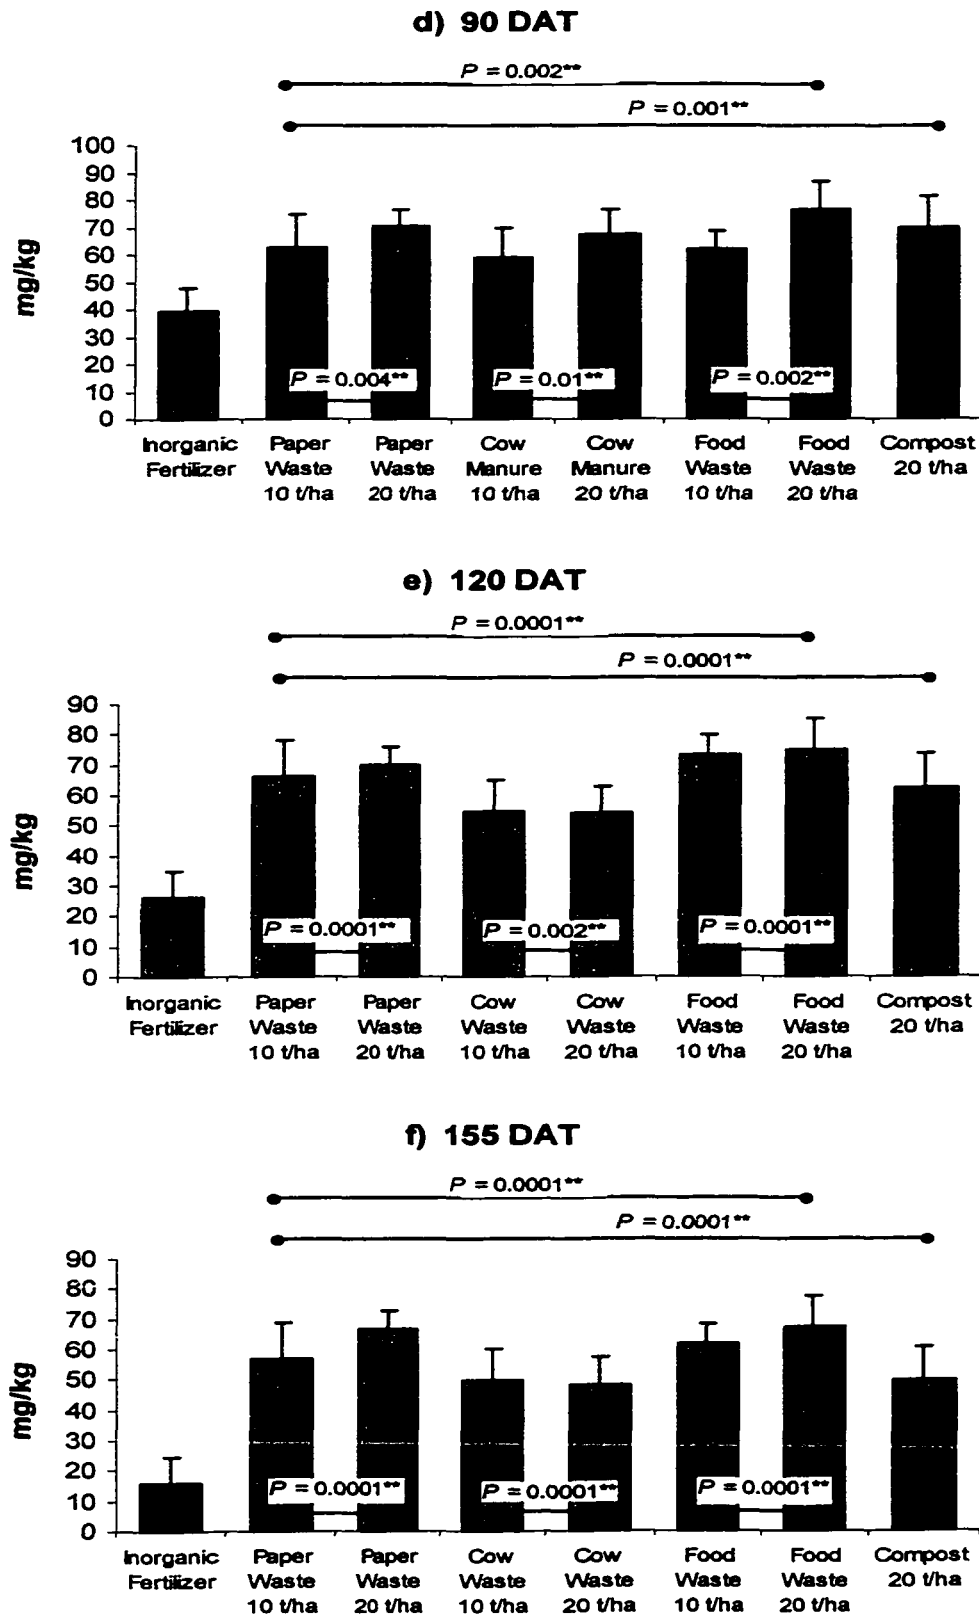 d) 90 DAT
P = 0.002**
P = 0.001**
100
90
80
70
60
50
40
30
20
10
0
mg/kg
P = 0.004**
P = 0.01**
P = 0.002**
Inorganic Fertilizer
Paper Waste 10 t/ha
Paper Waste 20 t/ha
Cow Manure 10 t/ha
Cow Manure 20 t/ha
Food Waste 10 t/ha
Food Waste 20 t/ha
Compost 20 t/ha
e) 120 DAT
P = 0.0001**
P = 0.0001**
90
80
70
60
50
40
30
20
10
0
mg/kg
P = 0.0001**
P = 0.002**
P = 0.0001**
Inorganic Fertilizer
Paper Waste 10 t/ha
Paper Waste 20 t/ha
Cow Waste 10 t/ha
Cow Waste 20 t/ha
Food Waste 10 t/ha
Food Waste 20 t/ha
Compost 20 t/ha
f) 155 DAT
P = 0.0001**
P = 0.0001**
90
80
70
60
50
40
30
20
10
0
mg/kg
P = 0.0001**
P = 0.0001**
P = 0.0001**
Inorganic Fertilizer
Paper Waste 10 t/ha
Paper Waste 20 t/ha
Cow Waste 10 t/ha
Cow Waste 20 t/ha
Food Waste 10 t/ha
Food Waste 20 t/ha
Compost 20 t/ha